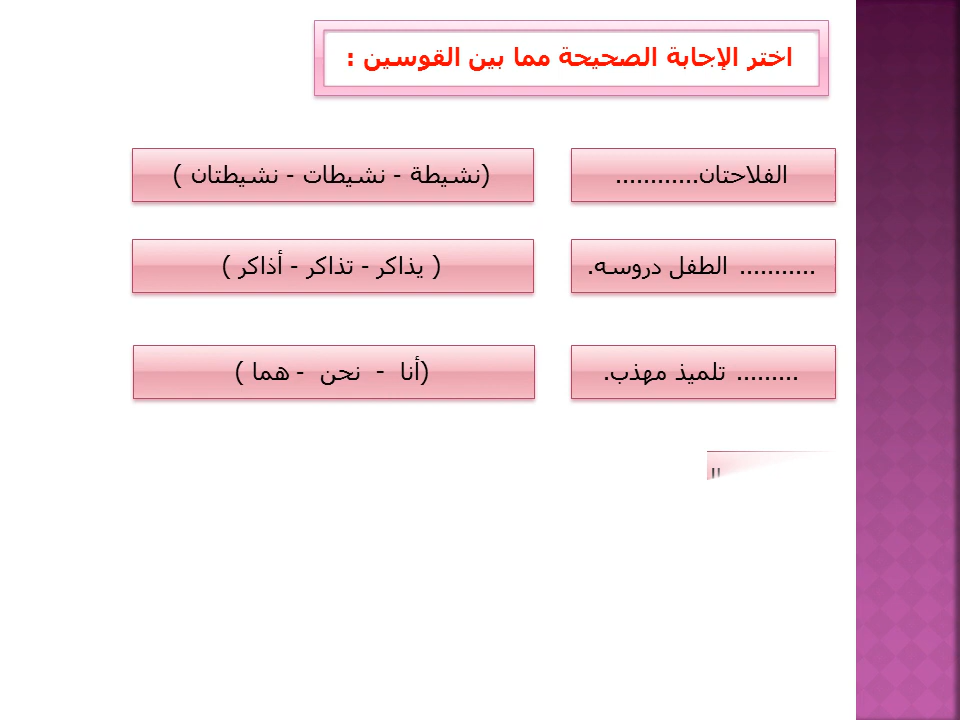 اختر الإجابة الصحيحة مما بين القوسين :
الفلاحتان............ (نشيطة - نشيطات - نشيطتان )
........... الطفل دروسه. ( يذاكر - تذاكر - أذاكر )
......... تلميذ مهذب. (أنا - نحن - هما )